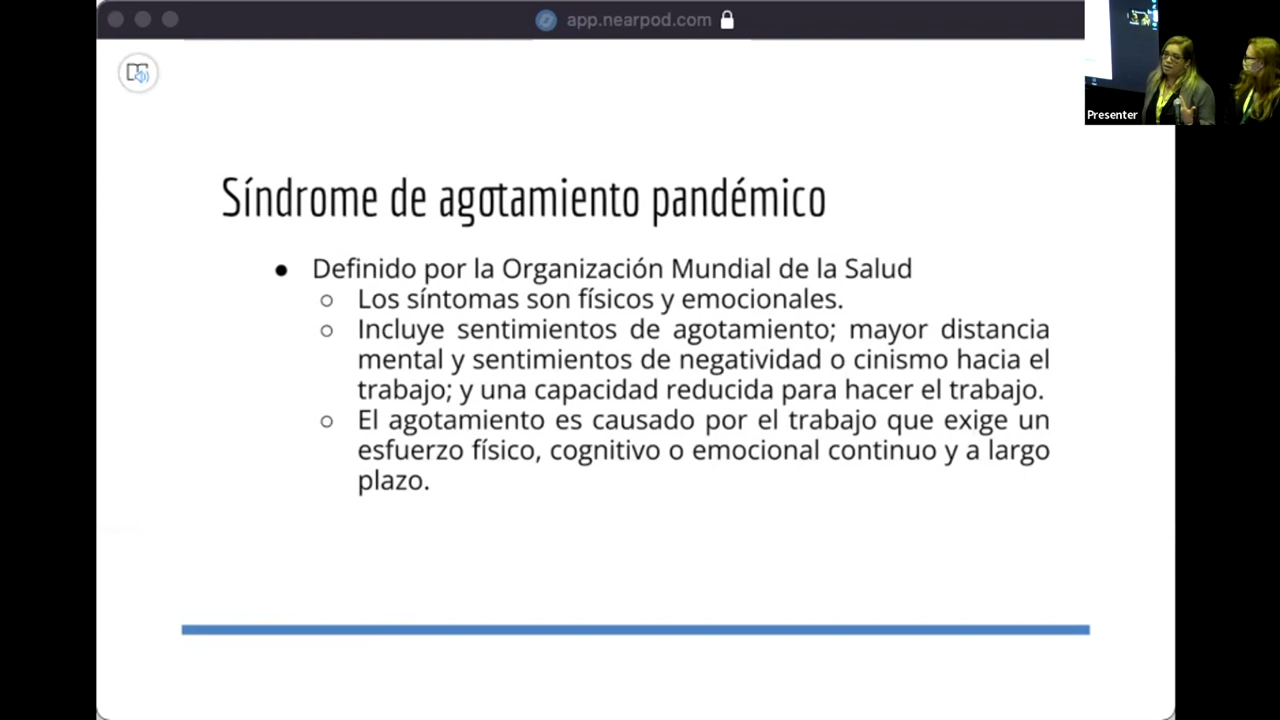 app.nearpod.com
Presenter
Síndrome de agotamiento pandémico
● Definido por la Organización Mundial de la Salud
○ Los síntomas son físicos y emocionales.
○ Incluye sentimientos de agotamiento; mayor distancia
mental y sentimientos de negatividad o cinismo hacia el
trabajo; y una capacidad reducida para hacer el trabajo.
○ El agotamiento es causado por el trabajo que exige un
esfuerzo físico, cognitivo o emocional continuo y a largo
plazo.